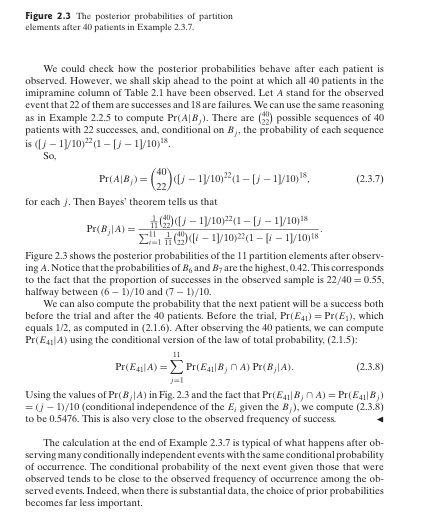 Figure 2.3 The posterior probabilities of partition
elements after 40 patients in Example 2.3.7.
We could check how the posterior probabilities behave after each patient is
observed. However, we shall skip ahead to the point at which all 40 patients in the
imipramine column of Table 2.1 have been observed. Let A stand for the observed
event that 22 of them are successes and 18 are failures. We can use the same reasoning
as in Example 2.2.5 to compute Pr(A|B_j). There are \binom{40}{22} possible sequences of 40
patients with 22 successes, and, conditional on B_j, the probability of each sequence
is ([j − 1]/10)^{22}(1 − [j − 1]/10)^{18}.
So,
Pr(A|B_j) = \binom{40}{22}([j − 1]/10)^{22}(1 − [j − 1]/10)^{18}, (2.3.7)
for each j. Then Bayes' theorem tells us that
Pr(B_j|A) = \frac{\frac{1}{11}\binom{40}{22}([j − 1]/10)^{22}(1 − [j − 1]/10)^{18}}{\sum_{i=1}^{11} \frac{1}{11}\binom{40}{22}([i − 1]/10)^{22}(1 − [i − 1]/10)^{18}}.
Figure 2.3 shows the posterior probabilities of the 11 partition elements after observ-
ing A. Notice that the probabilities of B_6 and B_7 are the highest, 0.42. This corresponds
to the fact that the proportion of successes in the observed sample is 22/40 = 0.55,
halfway between (6 − 1)/10 and (7 − 1)/10.
We can also compute the probability that the next patient will be a success both
before the trial and after the 40 patients. Before the trial, Pr(E_{41}) = Pr(E_1), which
equals 1/2, as computed in (2.1.6). After observing the 40 patients, we can compute
Pr(E_{41}|A) using the conditional version of the law of total probability, (2.1.5):
Pr(E_{41}|A) = \sum_{j=1}^{11} Pr(E_{41}|B_j ∩ A) Pr(B_j|A). (2.3.8)
Using the values of Pr(B_j|A) in Fig. 2.3 and the fact that Pr(E_{41}|B_j ∩ A) = Pr(E_{41}|B_j)
= (j − 1)/10 (conditional independence of the E_i given the B_j), we compute (2.3.8)
to be 0.5476. This is also very close to the observed frequency of success. ◄
The calculation at the end of Example 2.3.7 is typical of what happens after ob-
serving many conditionally independent events with the same conditional probability
of occurrence. The conditional probability of the next event given those that were
observed tends to be close to the observed frequency of occurrence among the ob-
served events. Indeed, when there is substantial data, the choice of prior probabilities
becomes far less important.